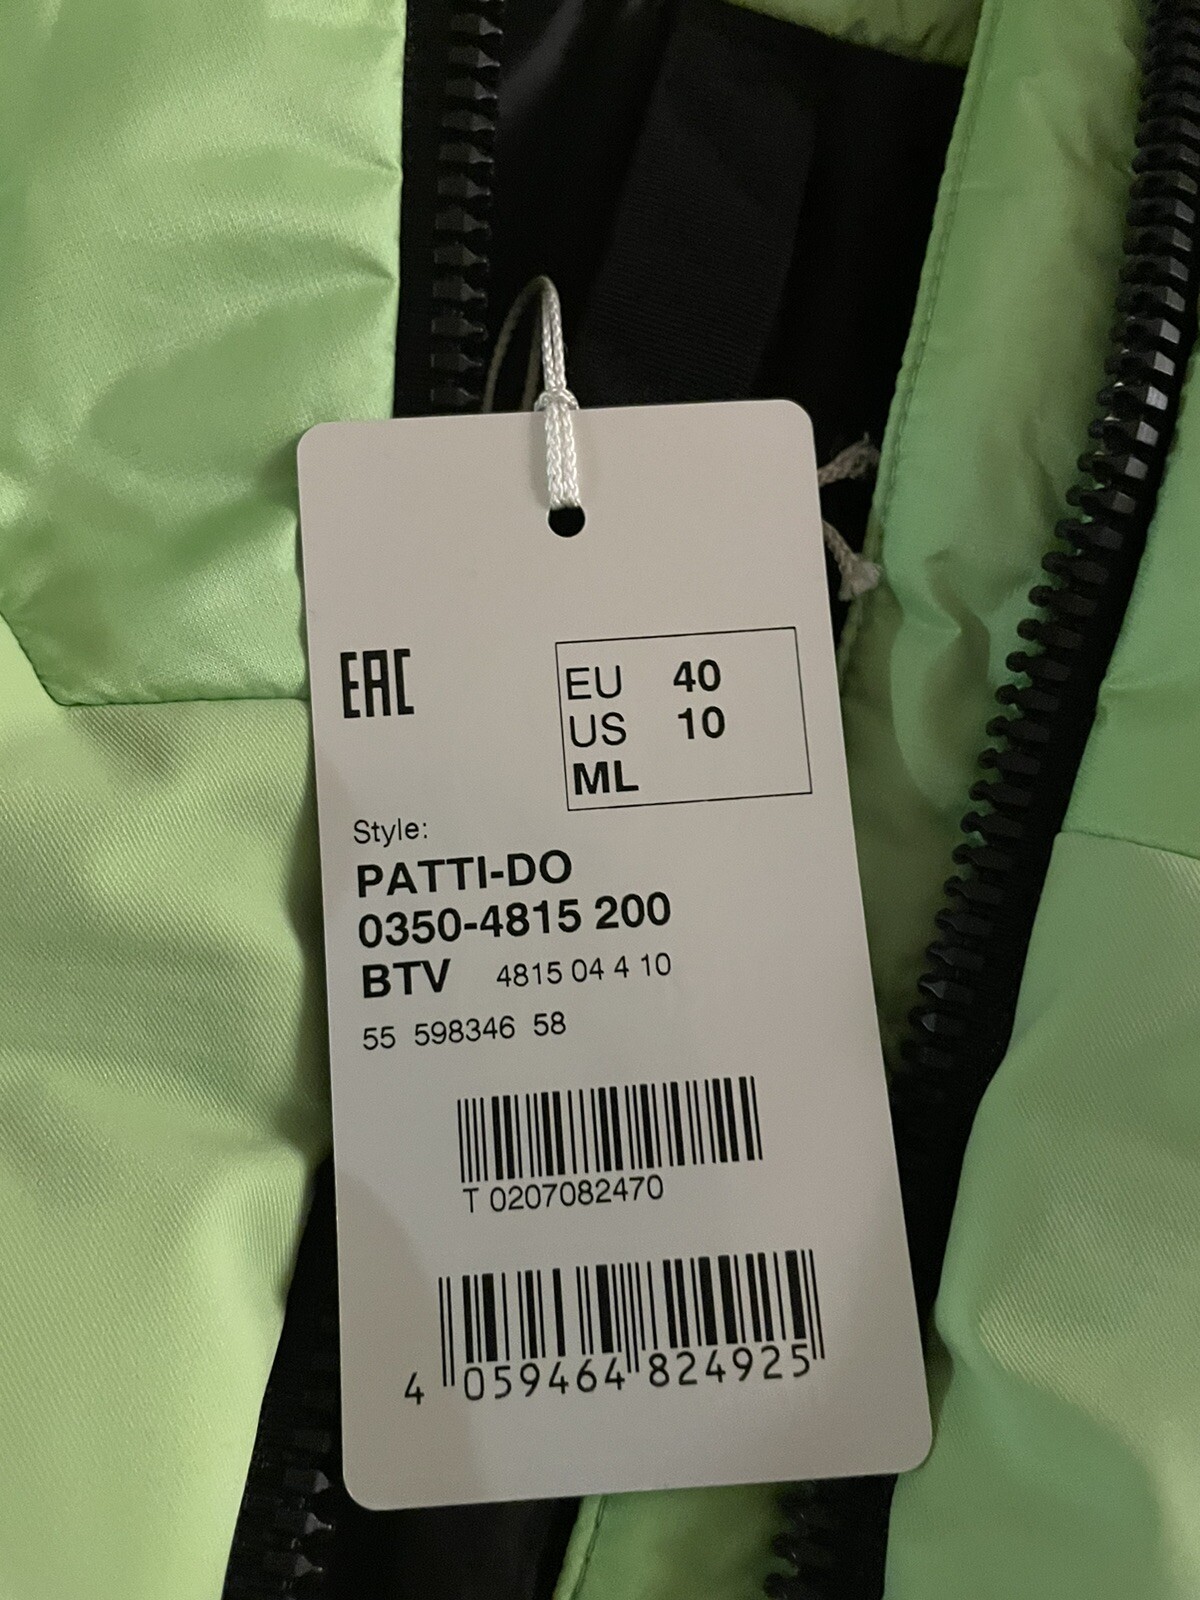 EAC
EU 40
US 10
ML
Style:
PATTI-DO
0350-4815 200
BTV 4815 04 4 10
55 598346 58
T 0207082470
4 059464 824925